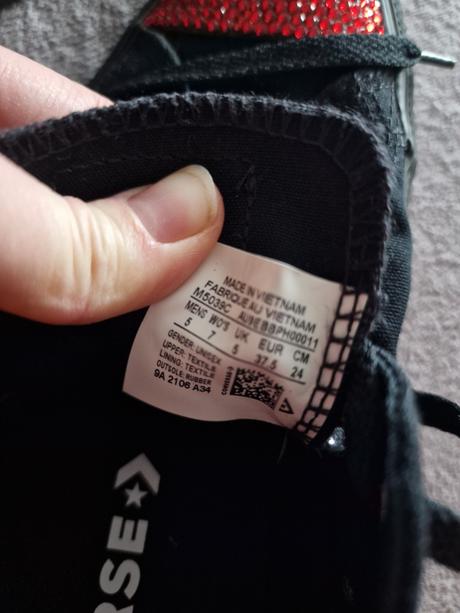 MADE IN VIETNAM
FABRIQUE AU VIETNAM
M5039C
MENS WO'S UK EUR CM
5 7 5 37.5 24
GENDER: UNISEX
UPPER: TEXTILE
LINING: TEXTILE
OUTSOLE: RUBBER
9A 2106 A34
RSE